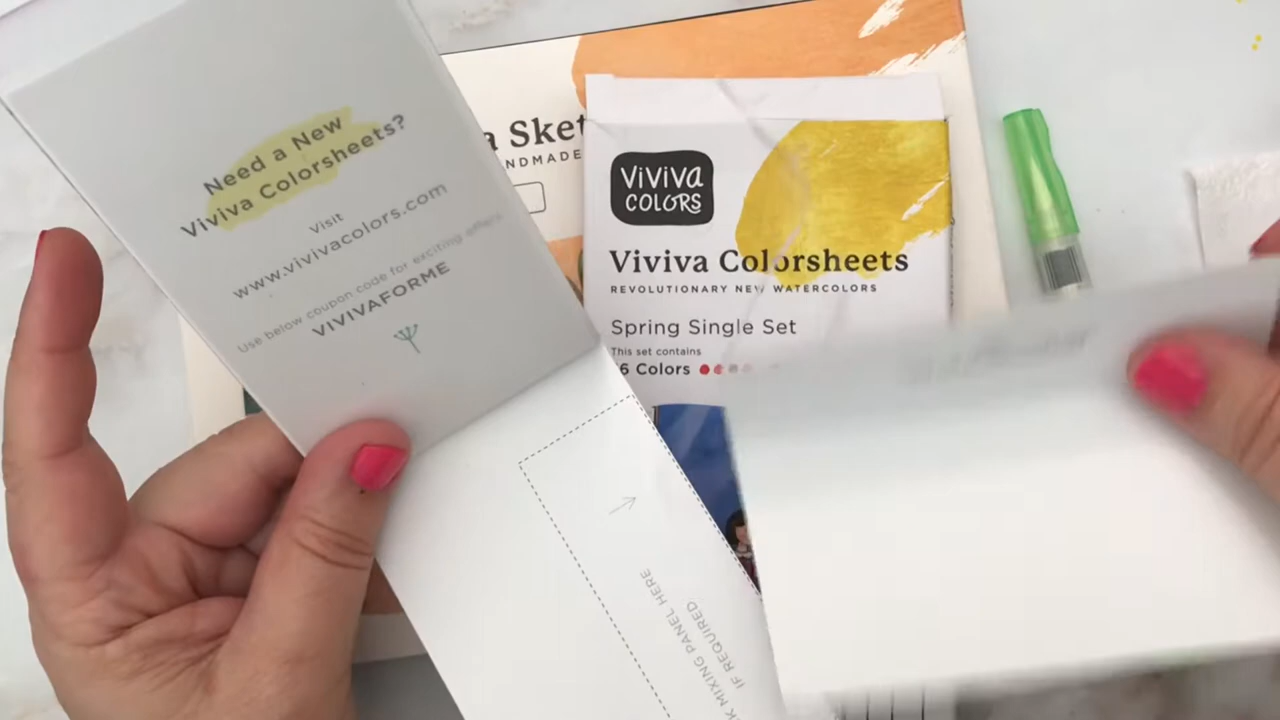 Need a New
Viviva Colorsheets?
Visit
www.vivivacolors.com
Use below coupon code for exciting offers
VIVIVAFORME
a Sket
NDMADE
ViViVA
COLORS
Viviva Colorsheets
REVOLUTIONARY NEW WATERCOLORS
Spring Single Set
This set contains
6 Colors
K MIXING PANEL HERE
IF REQUIRED